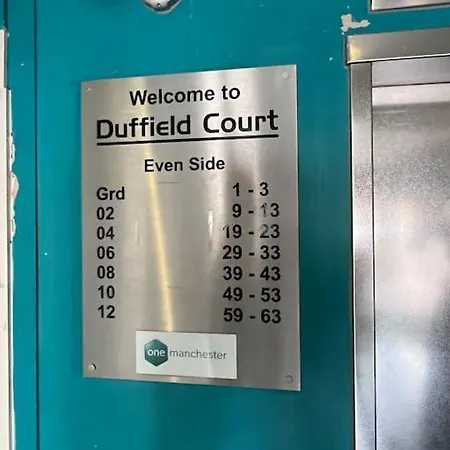 Welcome to
Duffield Court
Even Side
Grd 1 - 3
02 9 - 13
04 19 - 23
06 29 - 33
08 39 - 43
10 49 - 53
12 59 - 63
one manchester